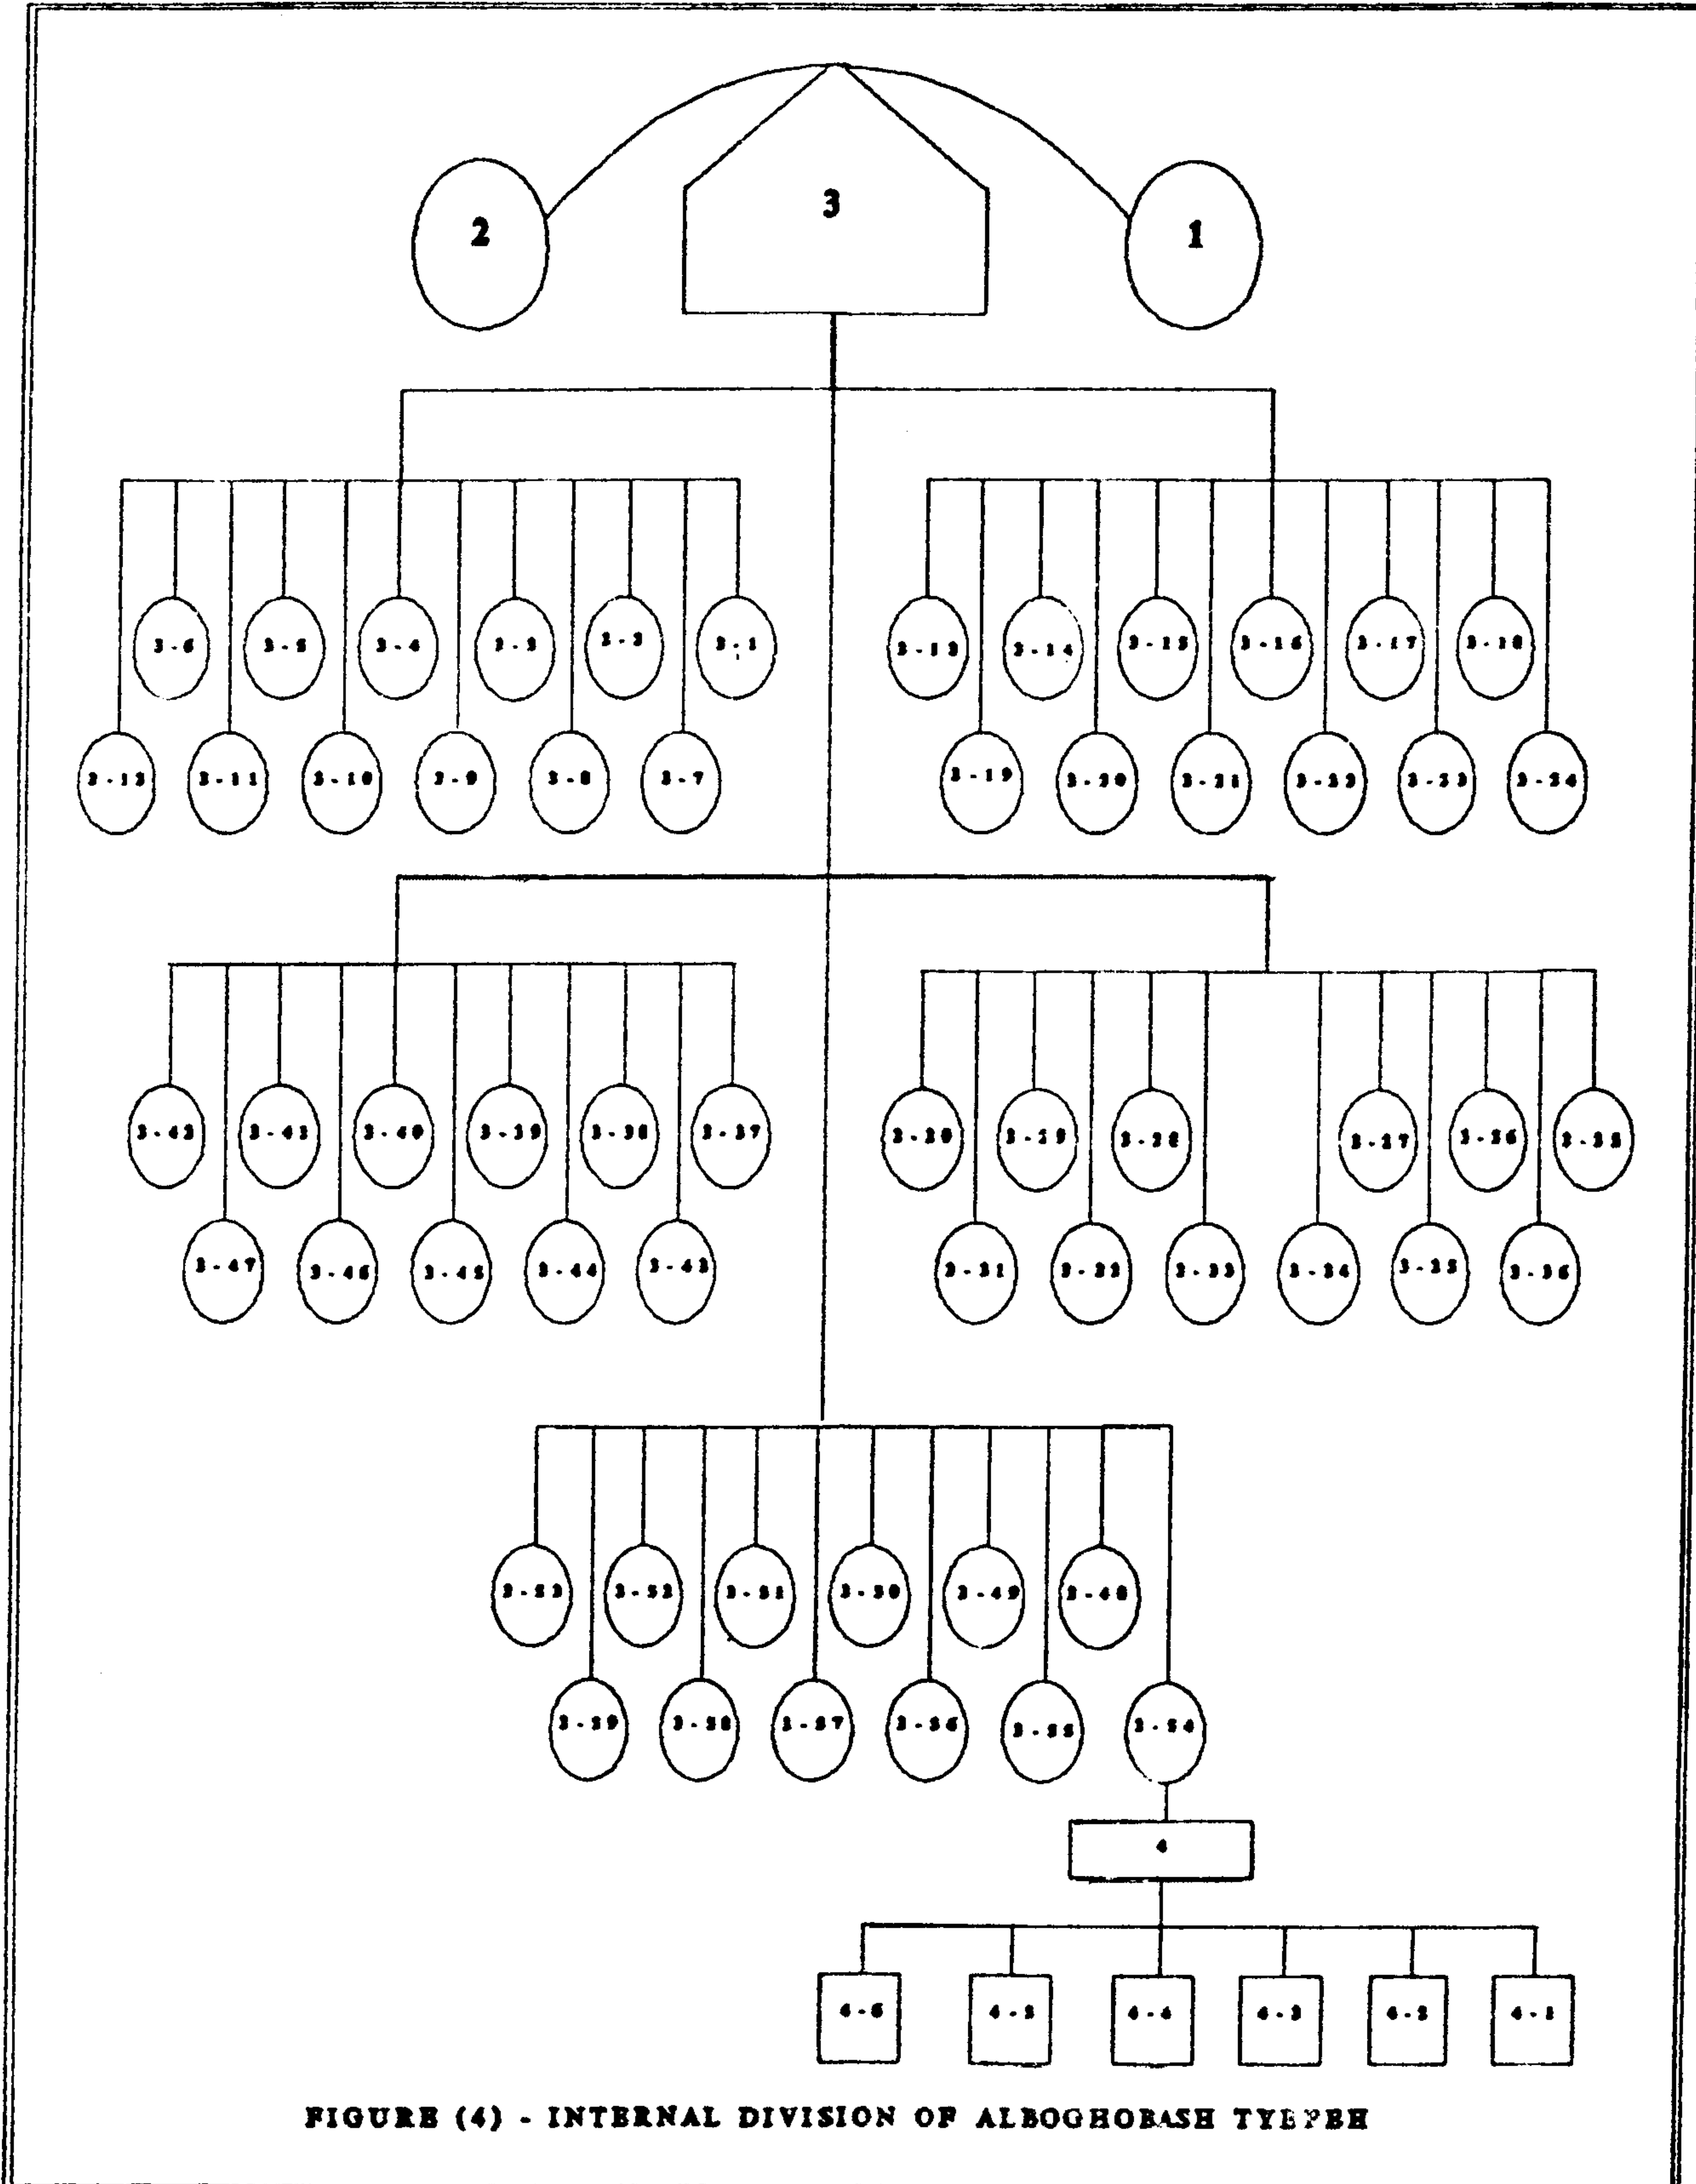 3
2 1
3-6 3-5 3-4 3-3 3-2 3-1 3-13 3-14 3-15 3-16 3-17 3-18
3-12 3-11 3-10 3-9 3-8 3-7 3-19 3-20 3-21 3-22 3-23 3-24
3-42 3-41 3-40 3-39 3-38 3-37 3-30 3-29 3-28 3-27 3-26 3-25
3-47 3-46 3-45 3-44 3-43 3-31 3-32 3-33 3-34 3-35 3-36
3-53 3-52 3-51 3-50 3-49 3-48
3-59 3-58 3-57 3-56 3-55 3-54
4
4-6 4-5 4-4 4-3 4-2 4-1
FIGURE (4) - INTERNAL DIVISION OF ALBOGHOBASH TYEFEH